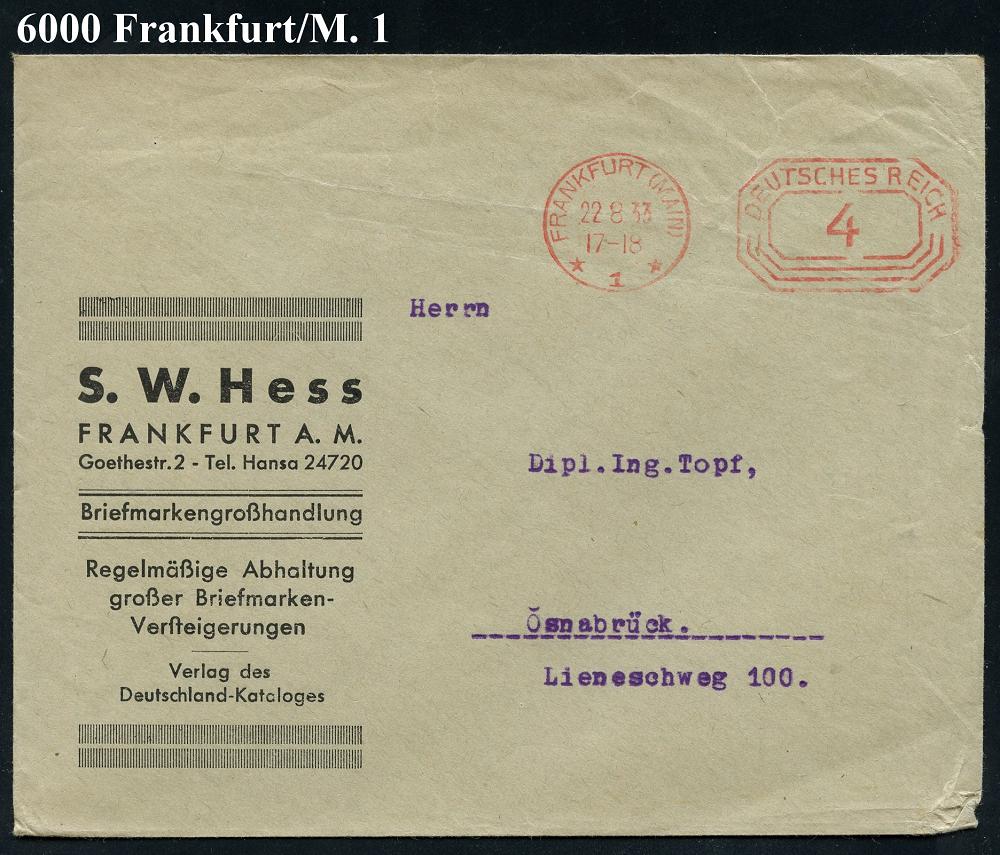 6000 Frankfurt/M. 1
FRANKFURT (MAIN)
22 8 33
17-18
1
DEUTSCHES REICH
4
Herrn
S. W. Hess
FRANKFURT A. M.
Goethestr. 2 - Tel. Hansa 24720
Briefmarkengroßhandlung
Regelmäßige Abhaltung
großer Briefmarken-
Versteigerungen
Verlag des
Deutschland-Kataloges
Dipl.Ing.Topf,
Osnabrück.
Lieneschweg 100.